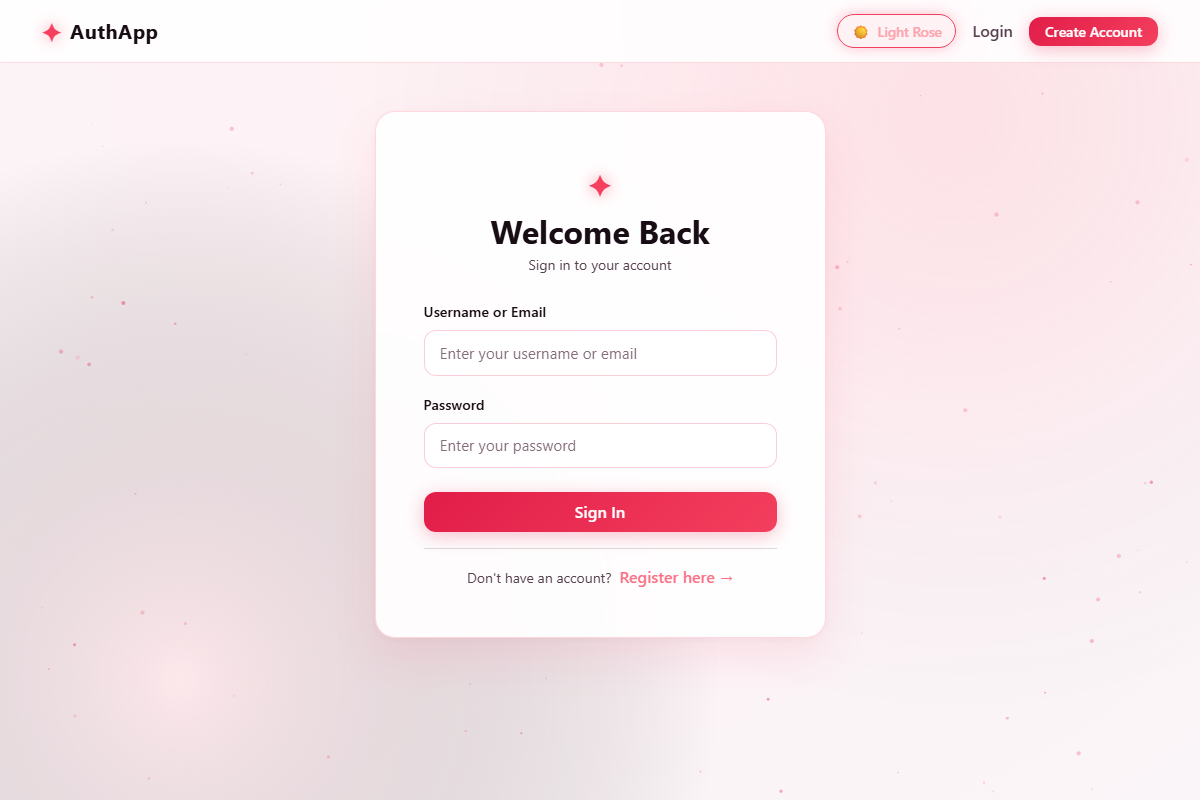 AuthApp
Light Rose
Login
Create Account
Welcome Back
Sign in to your account
Username or Email
Enter your username or email
Password
Enter your password
Sign In
Don't have an account? Register here →